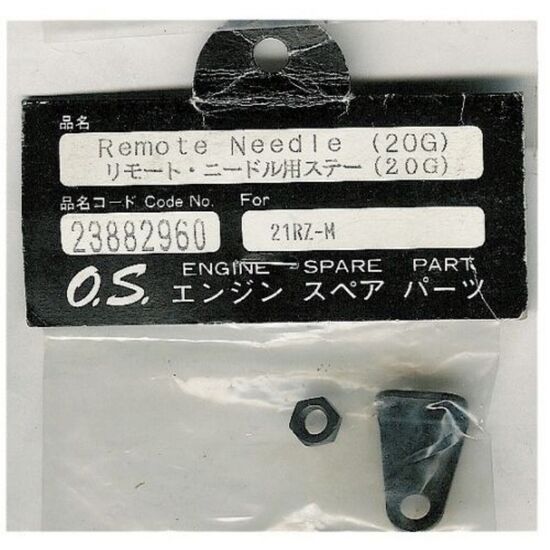 品名
Remote Needle (20G)
リモート・ニードル用ステー(20G)
品名コード Code No. For
23882960 21RZ-M
O.S. ENGINE SPARE PART
エンジン スペア パーツ